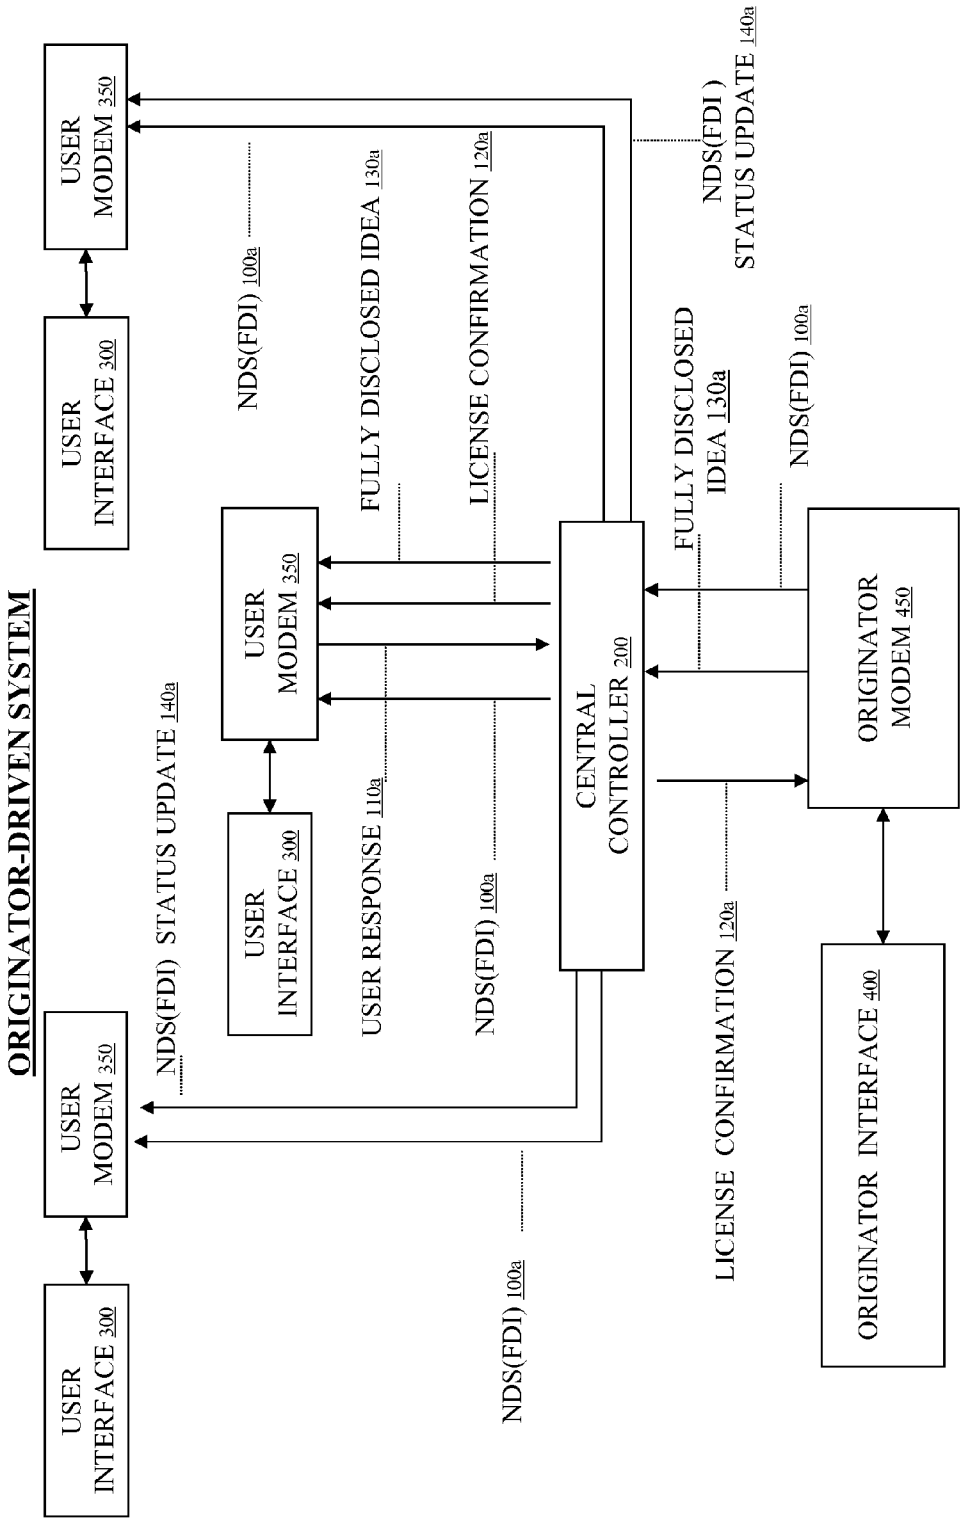 ORIGINATOR-DRIVEN SYSTEM
USER
INTERFACE 300
USER
MODEM 350
NDS(FDI) STATUS UPDATE 140a
USER
INTERFACE 300
USER
MODEM 350
USER
INTERFACE 300
USER
MODEM 350
NDS(FDI) 100a
USER RESPONSE 110a
NDS(FDI) 100a
FULLY DISCLOSED IDEA 130a
LICENSE CONFIRMATION 120a
NDS(FDI) 100a
CENTRAL
CONTROLLER 200
NDS(FDI )
STATUS UPDATE 140a
LICENSE CONFIRMATION 120a
FULLY DISCLOSED
IDEA 130a
NDS(FDI) 100a
ORIGINATOR INTERFACE 400
ORIGINATOR
MODEM 450